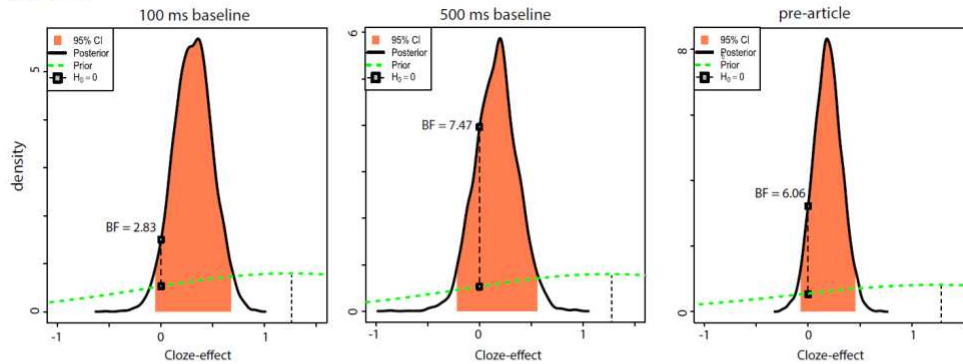 100 ms baseline
5
density
0
95% CI
Posterior
Prior
H₀ = 0
BF = 2.83
-1
0
1
Cloze-effect
500 ms baseline
6
3
0
95% CI
Posterior
Prior
H₀ = 0
BF = 7.47
-1
0
1
Cloze-effect
pre-article
8
0
95% CI
Posterior
Prior
H₀ = 0
BF = 6.06
-1
0
1
Cloze-effect